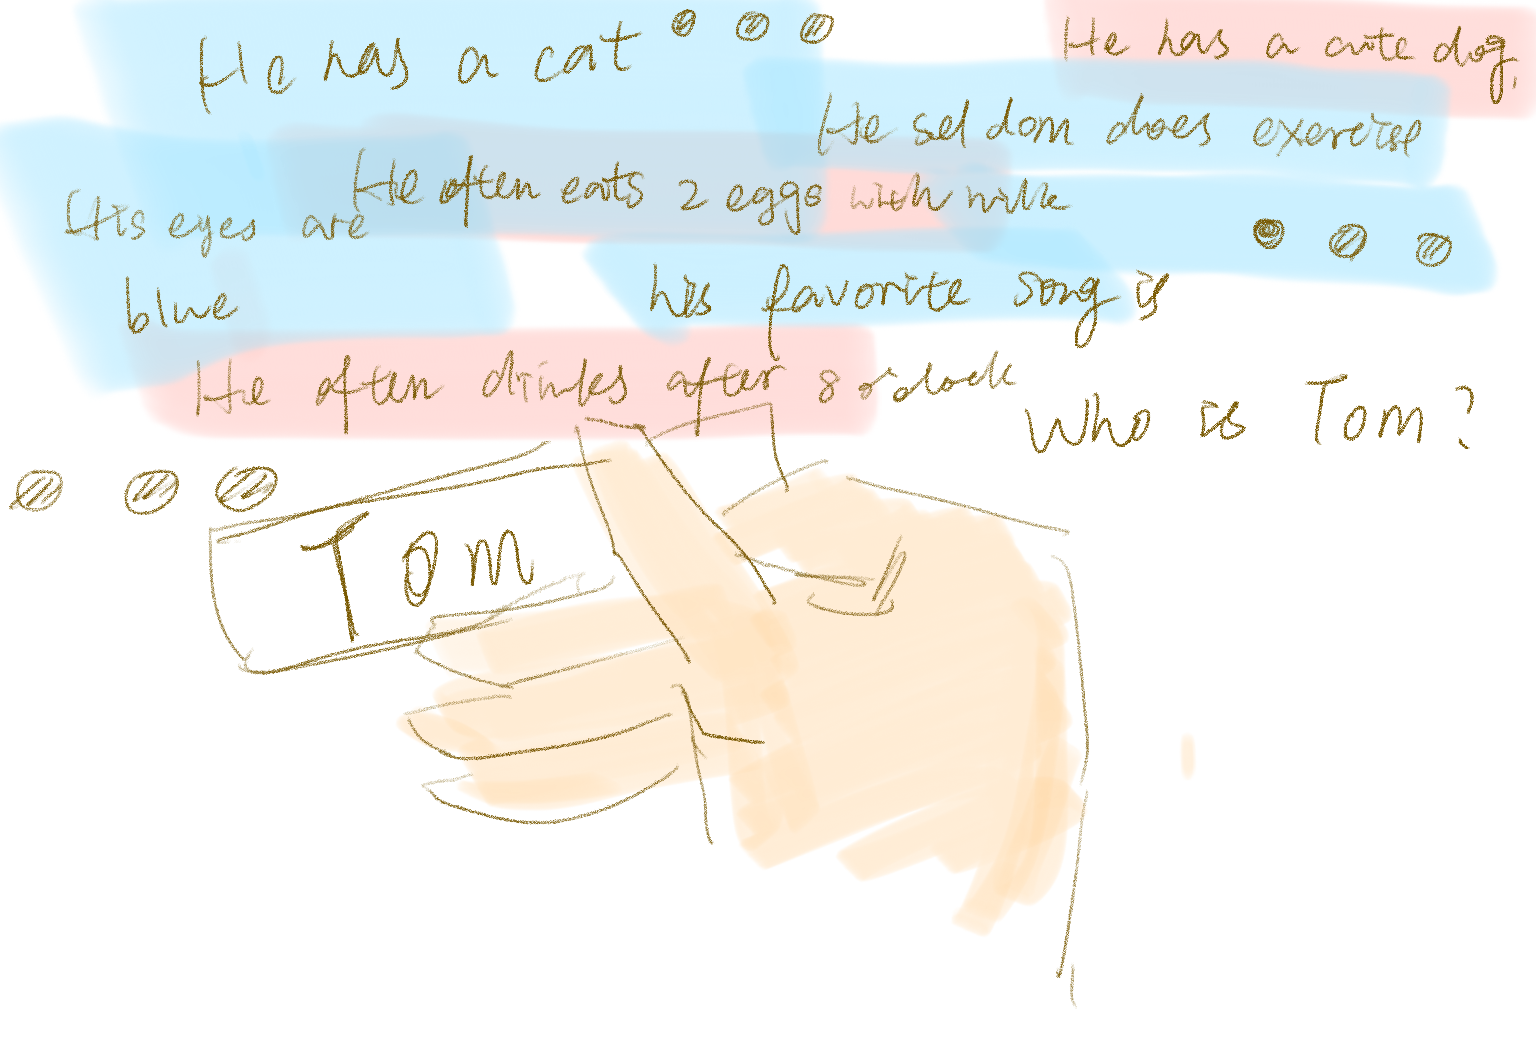 He has a cat
He has a cute dog,
He seldom does exercise
He often eats 2 eggs with milk
His eyes are
blue
his favorite song is
He often drinks after 8 o'clock
Who is Tom?
Tom